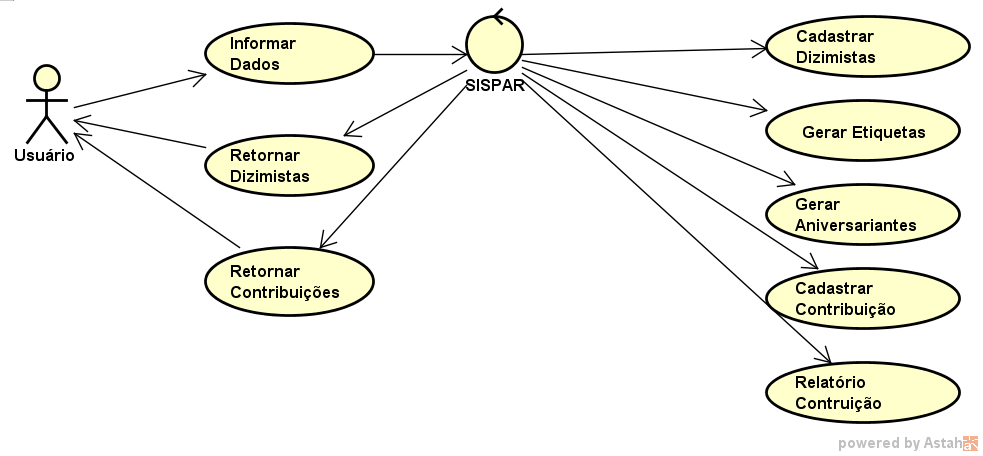 Informar
Dados
SISPAR
Cadastrar
Dizimistas
Usuário
Gerar Etiquetas
Retornar
Dizimistas
Gerar
Aniversariantes
Retornar
Contribuições
Cadastrar
Contribuição
Relatório
Contruição
powered by Astah